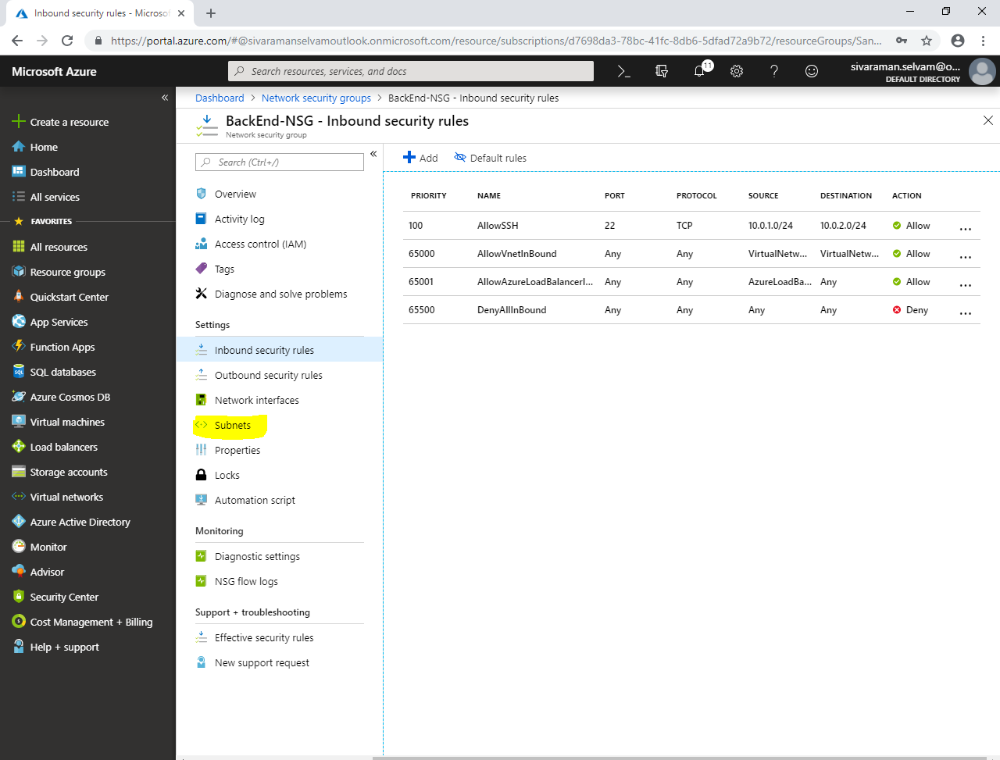 Inbound security rules - Microsof
https://portal.azure.com/#@sivaramanselvamoutlook.onmicrosoft.com/resource/subscriptions/d7698da3-78bc-41fc-8db6-5dfad72a9b72/resourceGroups/San...
Microsoft Azure
Search resources, services, and docs
11
sivaraman.selvam@o...
DEFAULT DIRECTORY
Create a resource
Home
Dashboard
All services
FAVORITES
All resources
Resource groups
Quickstart Center
App Services
Function Apps
SQL databases
Azure Cosmos DB
Virtual machines
Load balancers
Storage accounts
Virtual networks
Azure Active Directory
Monitor
Advisor
Security Center
Cost Management + Billing
Help + support
Dashboard > Network security groups > BackEnd-NSG - Inbound security rules
BackEnd-NSG - Inbound security rules
Network security group
Search (Ctrl+/)
Overview
Activity log
Access control (IAM)
Tags
Diagnose and solve problems
Settings
Inbound security rules
Outbound security rules
Network interfaces
Subnets
Properties
Locks
Automation script
Monitoring
Diagnostic settings
NSG flow logs
Support + troubleshooting
Effective security rules
New support request
Add Default rules
PRIORITY NAME PORT PROTOCOL SOURCE DESTINATION ACTION
100 AllowSSH 22 TCP 10.0.1.0/24 10.0.2.0/24 Allow ...
65000 AllowVnetInBound Any Any VirtualNetw... VirtualNetw... Allow ...
65001 AllowAzureLoadBalancerI... Any Any AzureLoadBa... Any Allow ...
65500 DenyAllInBound Any Any Any Any Deny ...